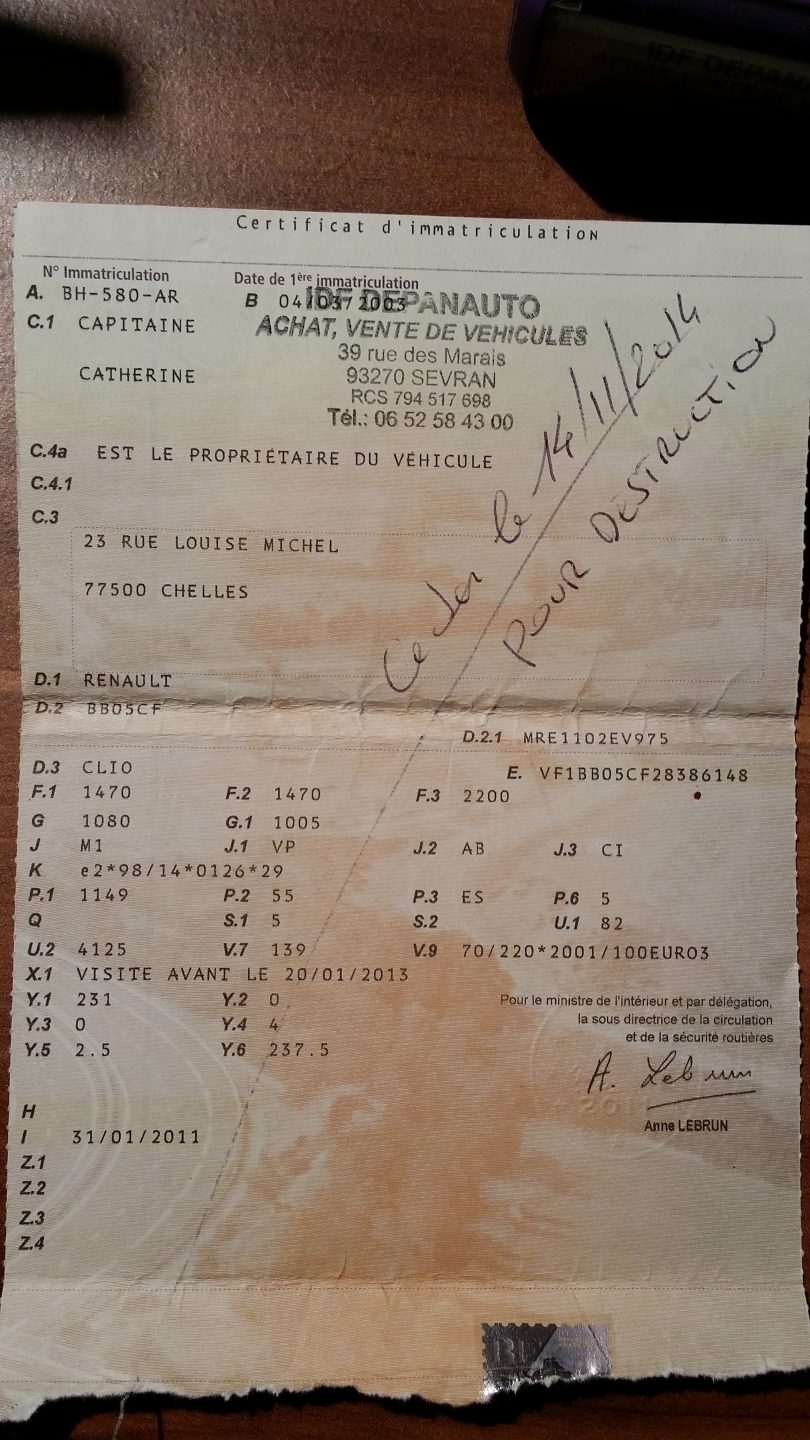 Certificat d'immatriculation
N° Immatriculation
Date de 1ère immatriculation
A. BH-580-AR
B 04/03/2003
IDF DEPANAUTO
ACHAT, VENTE DE VEHICULES
39 rue des Marais
93270 SEVRAN
RCS 794 517 698
Tél.: 06 52 58 43 00
C.1 CAPITAINE
CATHERINE
le 14/11/2014
POUR DESTRUCTION
C.4a EST LE PROPRIÉTAIRE DU VÉHICULE
C.4.1
C.3
23 RUE LOUISE MICHEL
77500 CHELLES
D.1 RENAULT
D.2 BB05CF
D.2.1 MRE1102EV975
D.3 CLIO
E. VF1BB05CF28386148
F.1 1470 F.2 1470 F.3 2200
G 1080 G.1 1005
J M1 J.1 VP J.2 AB J.3 CI
K e2*98/14*0126*29
P.1 1149 P.2 55 P.3 ES P.6 5
Q S.1 5 S.2 U.1 82
U.2 4125 V.7 139 V.9 70/220*2001/100EURO3
X.1 VISITE AVANT LE 20/01/2013
Y.1 231 Y.2 0
Y.3 0 Y.4 4
Y.5 2.5 Y.6 237.5
Pour le ministre de l'intérieur et par délégation,
la sous directrice de la circulation
et de la sécurité routières
A. Lebrun
Anne LEBRUN
H
I 31/01/2011
Z.1
Z.2
Z.3
Z.4